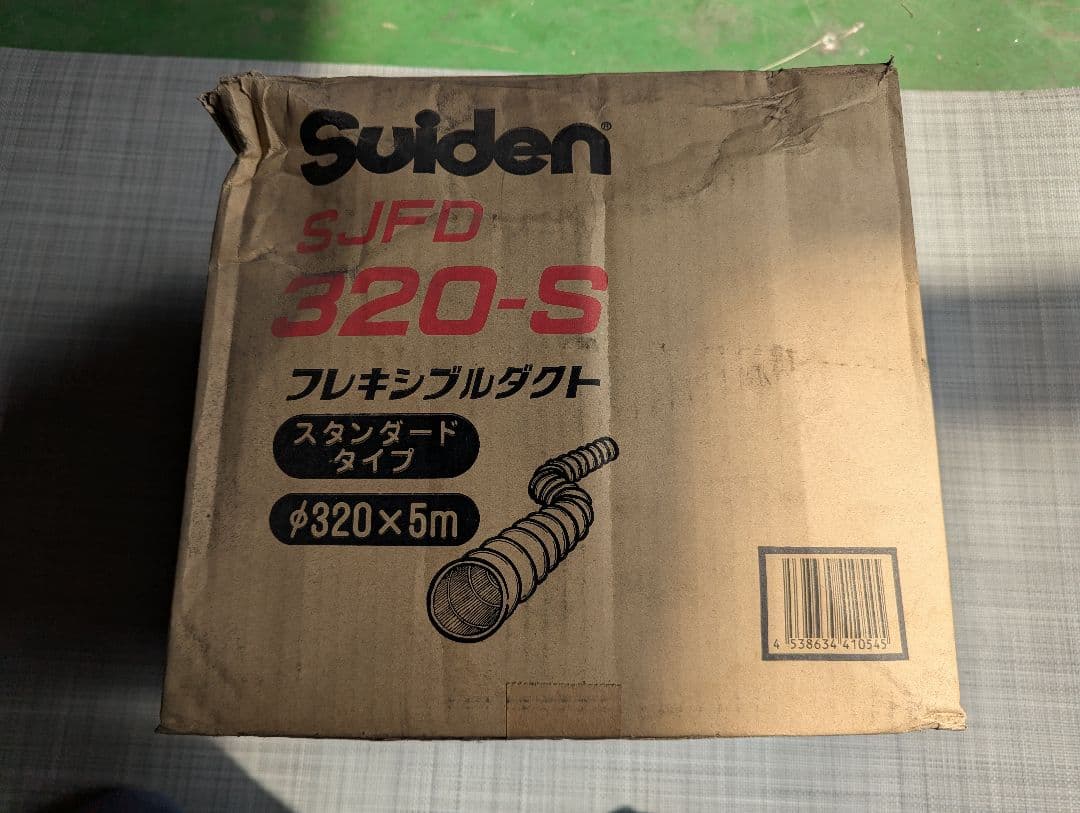 Suiden®
SJFD
320-S
フレキシブルダクト
スタンダード
タイプ
φ320×5m
4 538634 410545